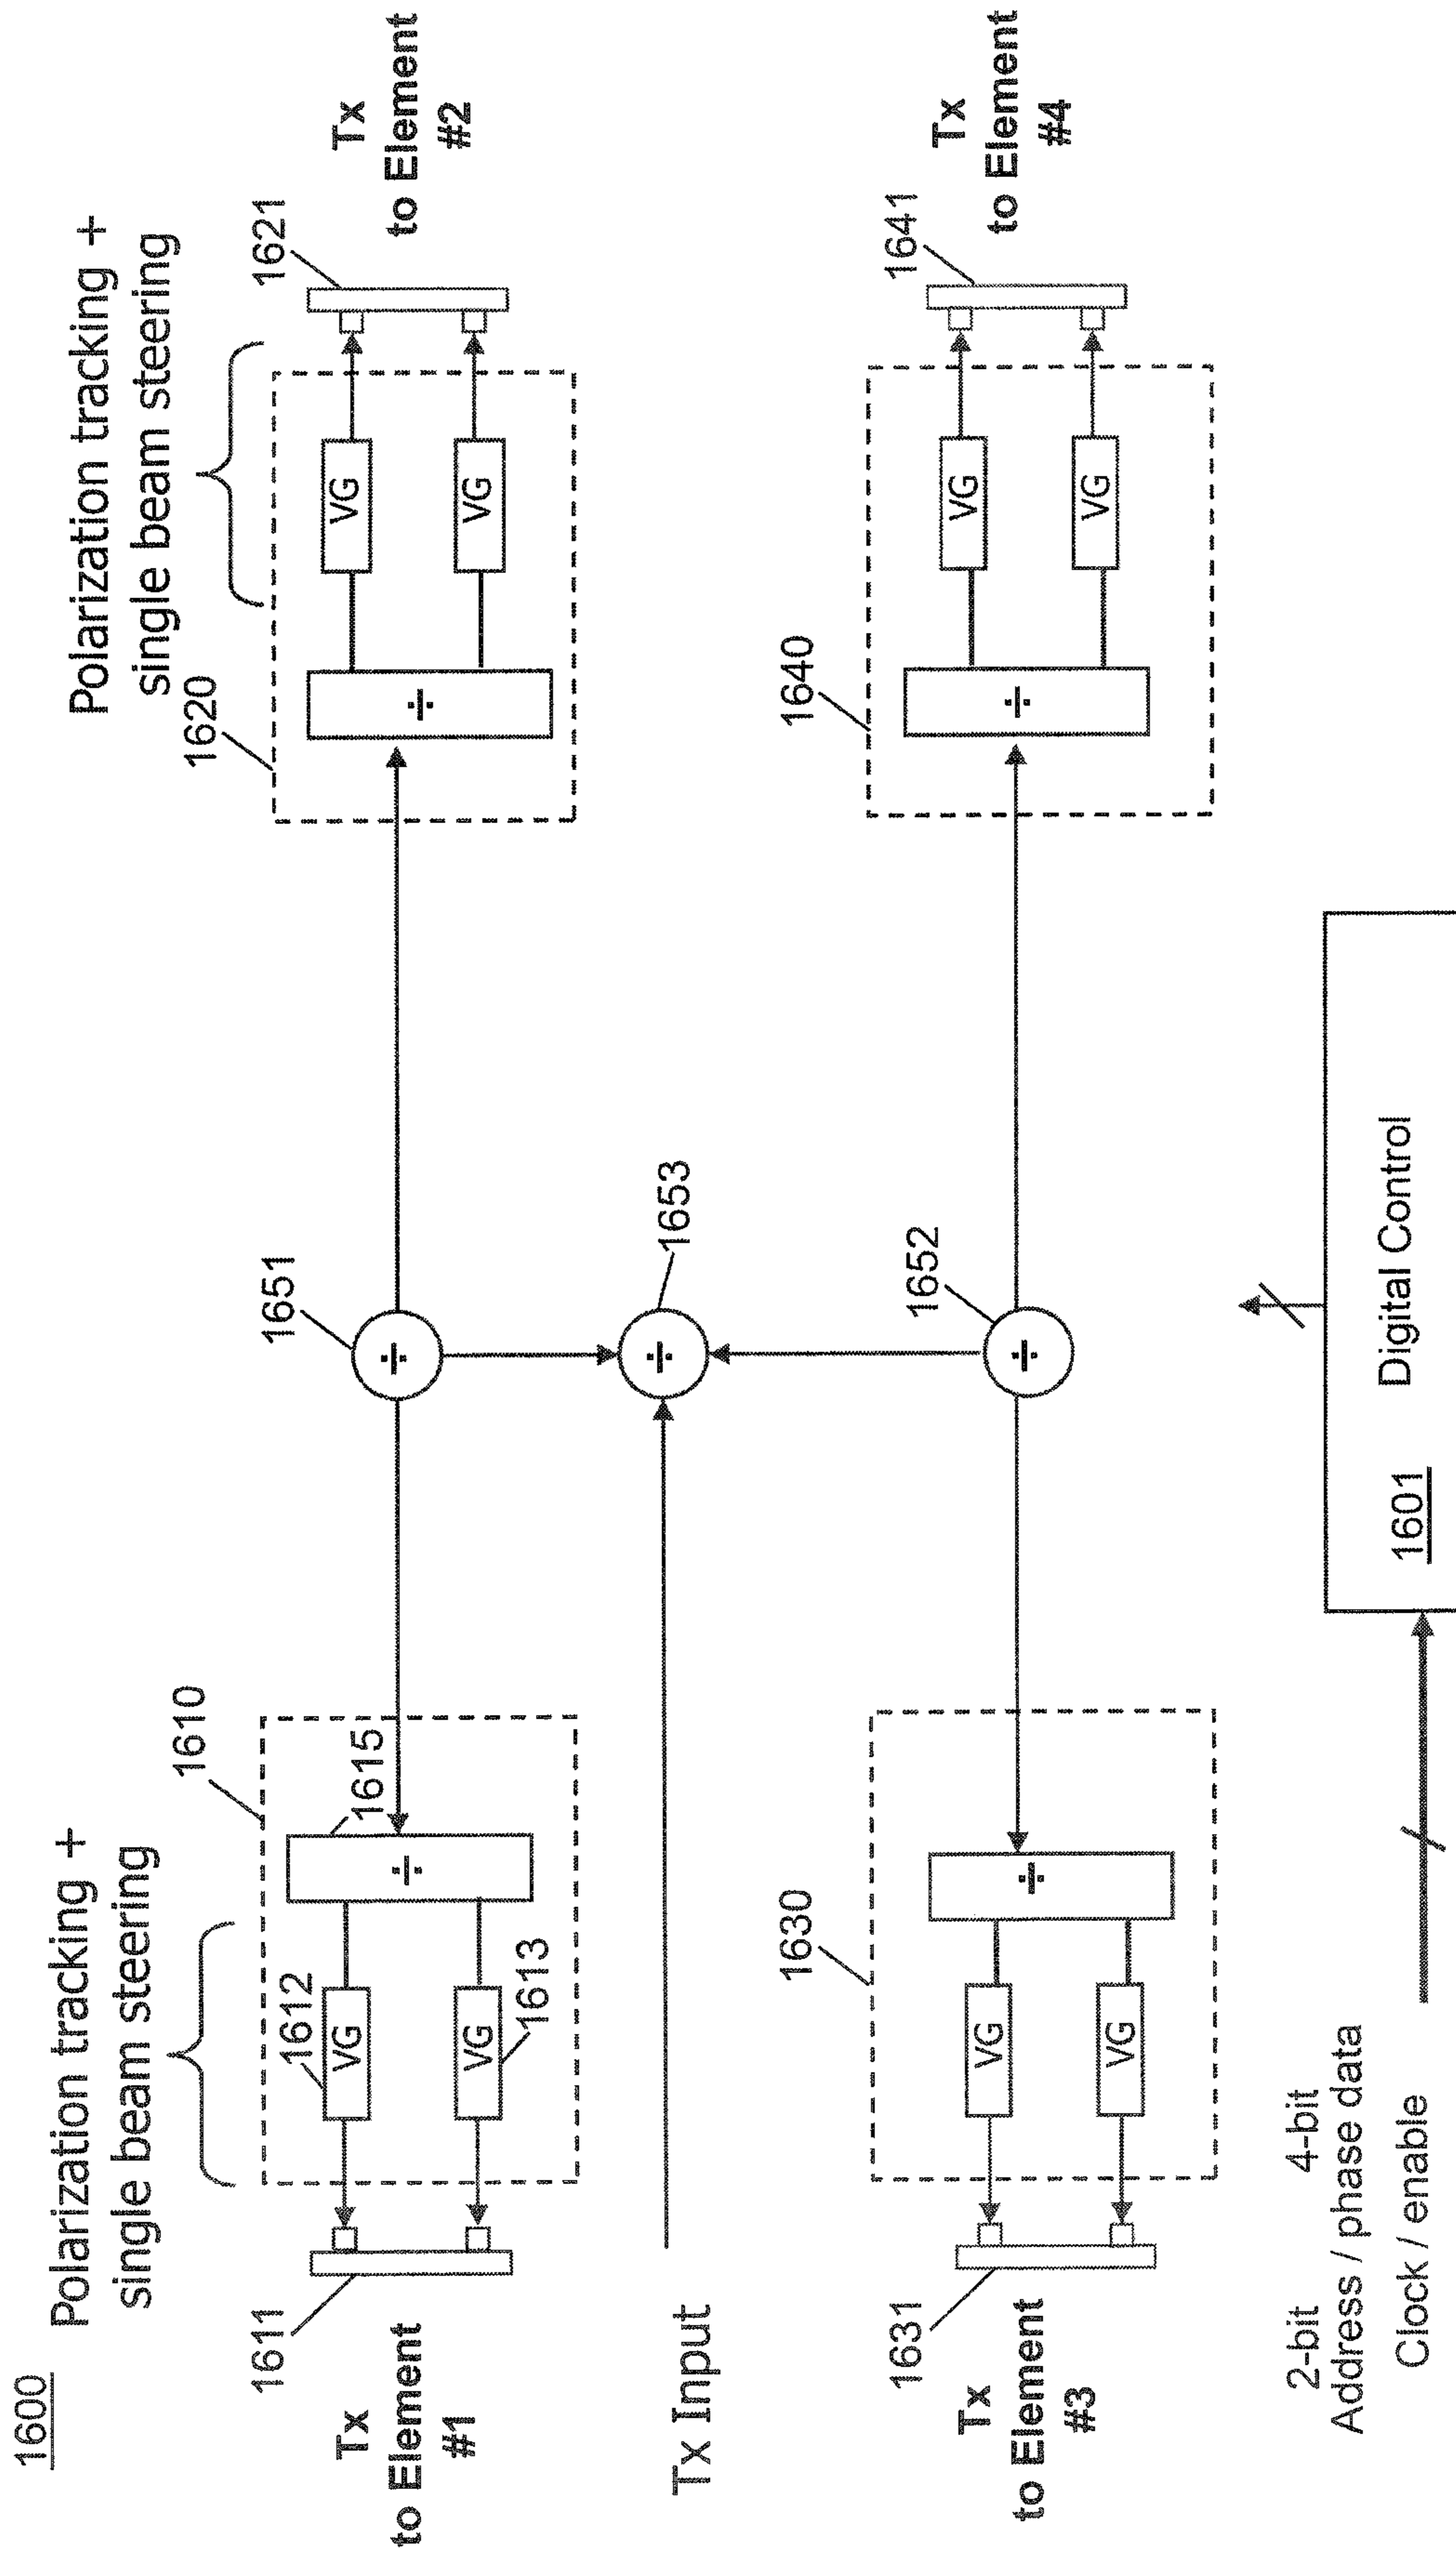 1600
Polarization tracking +
single beam steering
Polarization tracking +
single beam steering
1610
1620
1611
1612
1615
1613
VG
VG
÷
1651
÷
÷
VG
VG
1621
Tx
to Element
#1
Tx
to Element
#2
Tx Input
÷
1653
1630
1631
VG
VG
÷
1652
÷
1640
÷
VG
VG
1641
Tx
to Element
#3
Tx
to Element
#4
2-bit 4-bit
Address / phase data
Clock / enable
Digital Control
1601